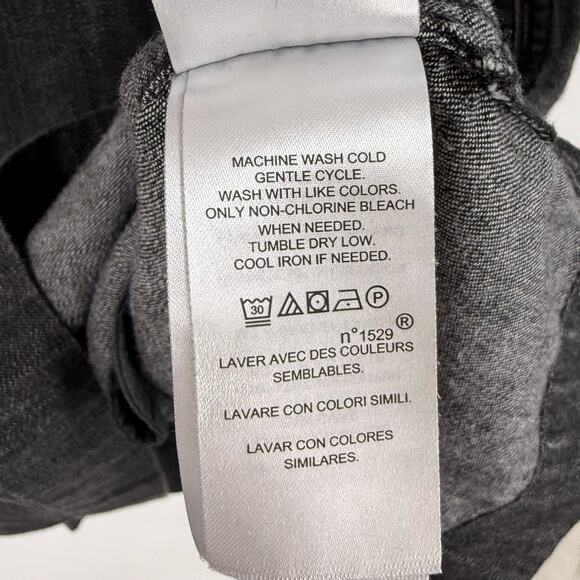 MACHINE WASH COLD
GENTLE CYCLE.
WASH WITH LIKE COLORS.
ONLY NON-CHLORINE BLEACH
WHEN NEEDED.
TUMBLE DRY LOW.
COOL IRON IF NEEDED.
30 P
n°1529 ®
LAVER AVEC DES COULEURS
SEMBLABLES.
LAVARE CON COLORI SIMILI.
LAVAR CON COLORES
SIMILARES.